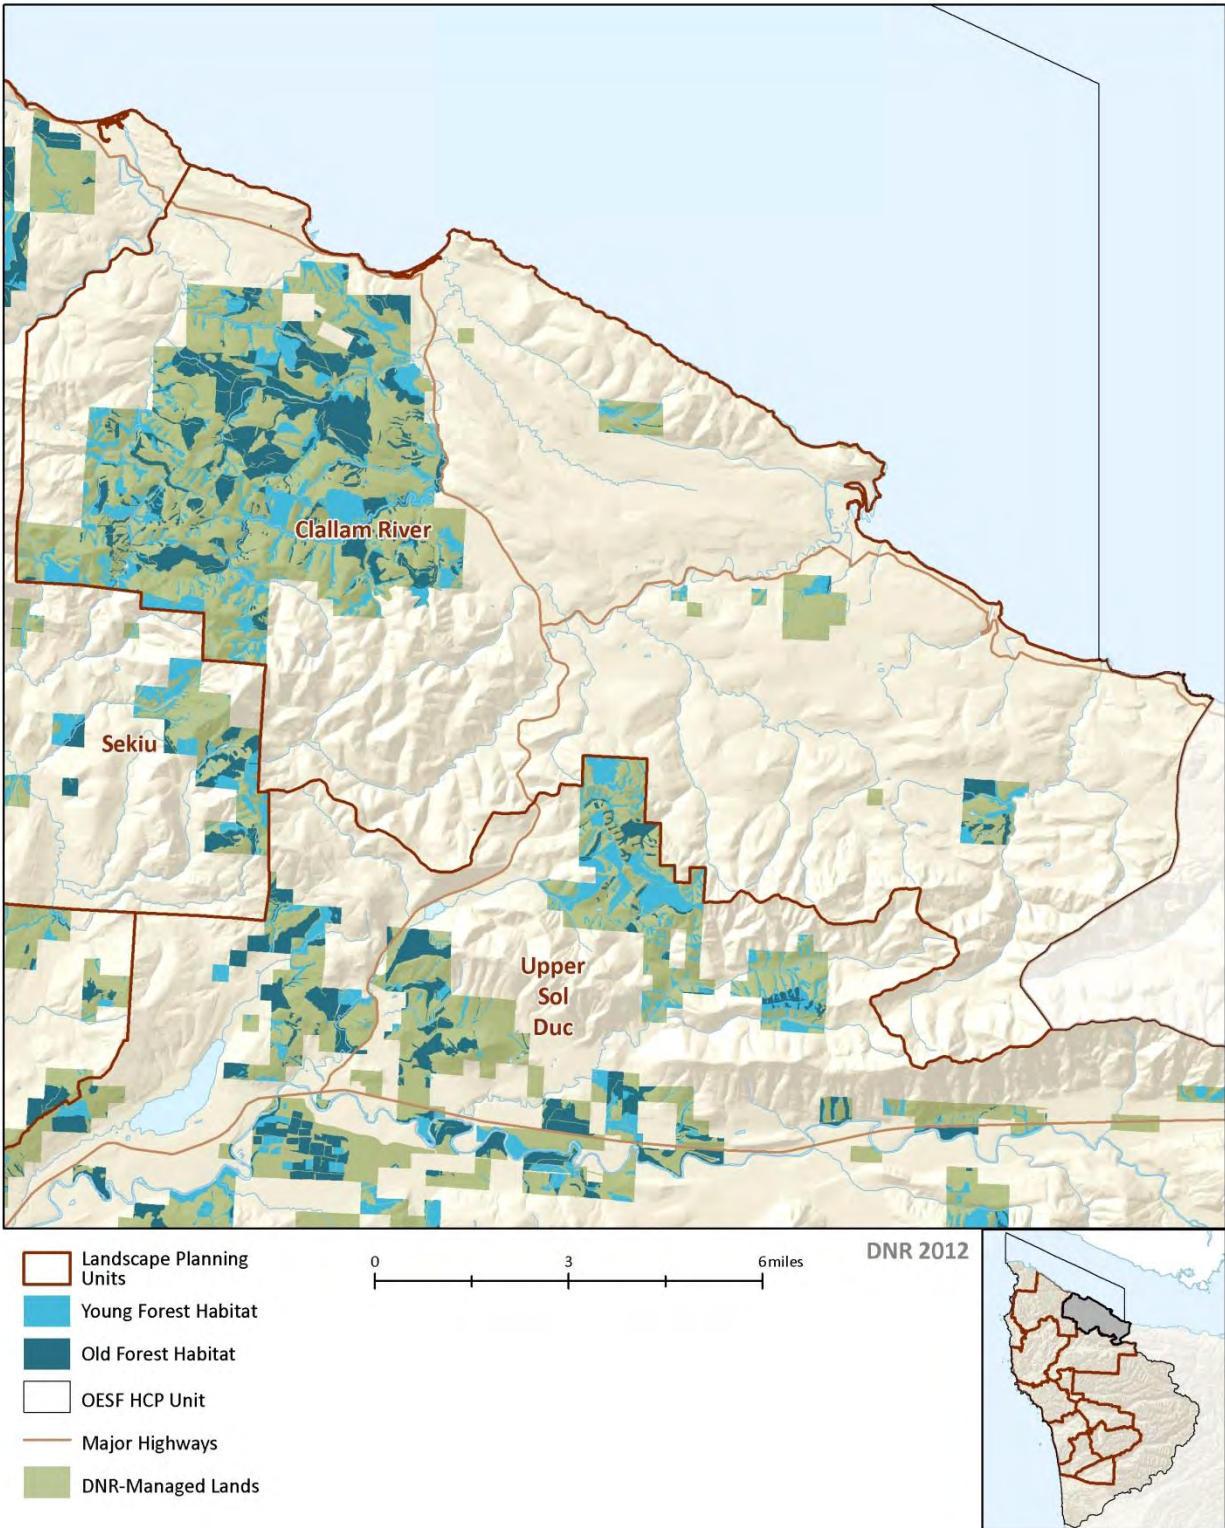 Clallam River
Sekiu
Upper
Sol
Duc
Landscape Planning
Units
Young Forest Habitat
Old Forest Habitat
OESF HCP Unit
Major Highways
DNR-Managed Lands
0 3 6miles
DNR 2012